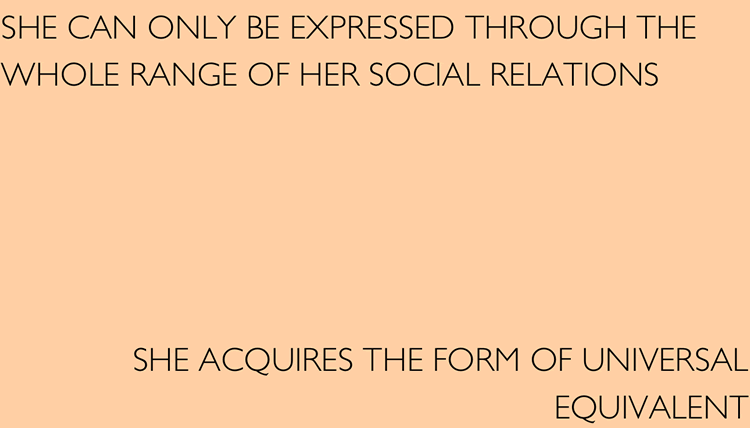 SHE CAN ONLY BE EXPRESSED THROUGH THE
WHOLE RANGE OF HER SOCIAL RELATIONS
SHE ACQUIRES THE FORM OF UNIVERSAL
EQUIVALENT